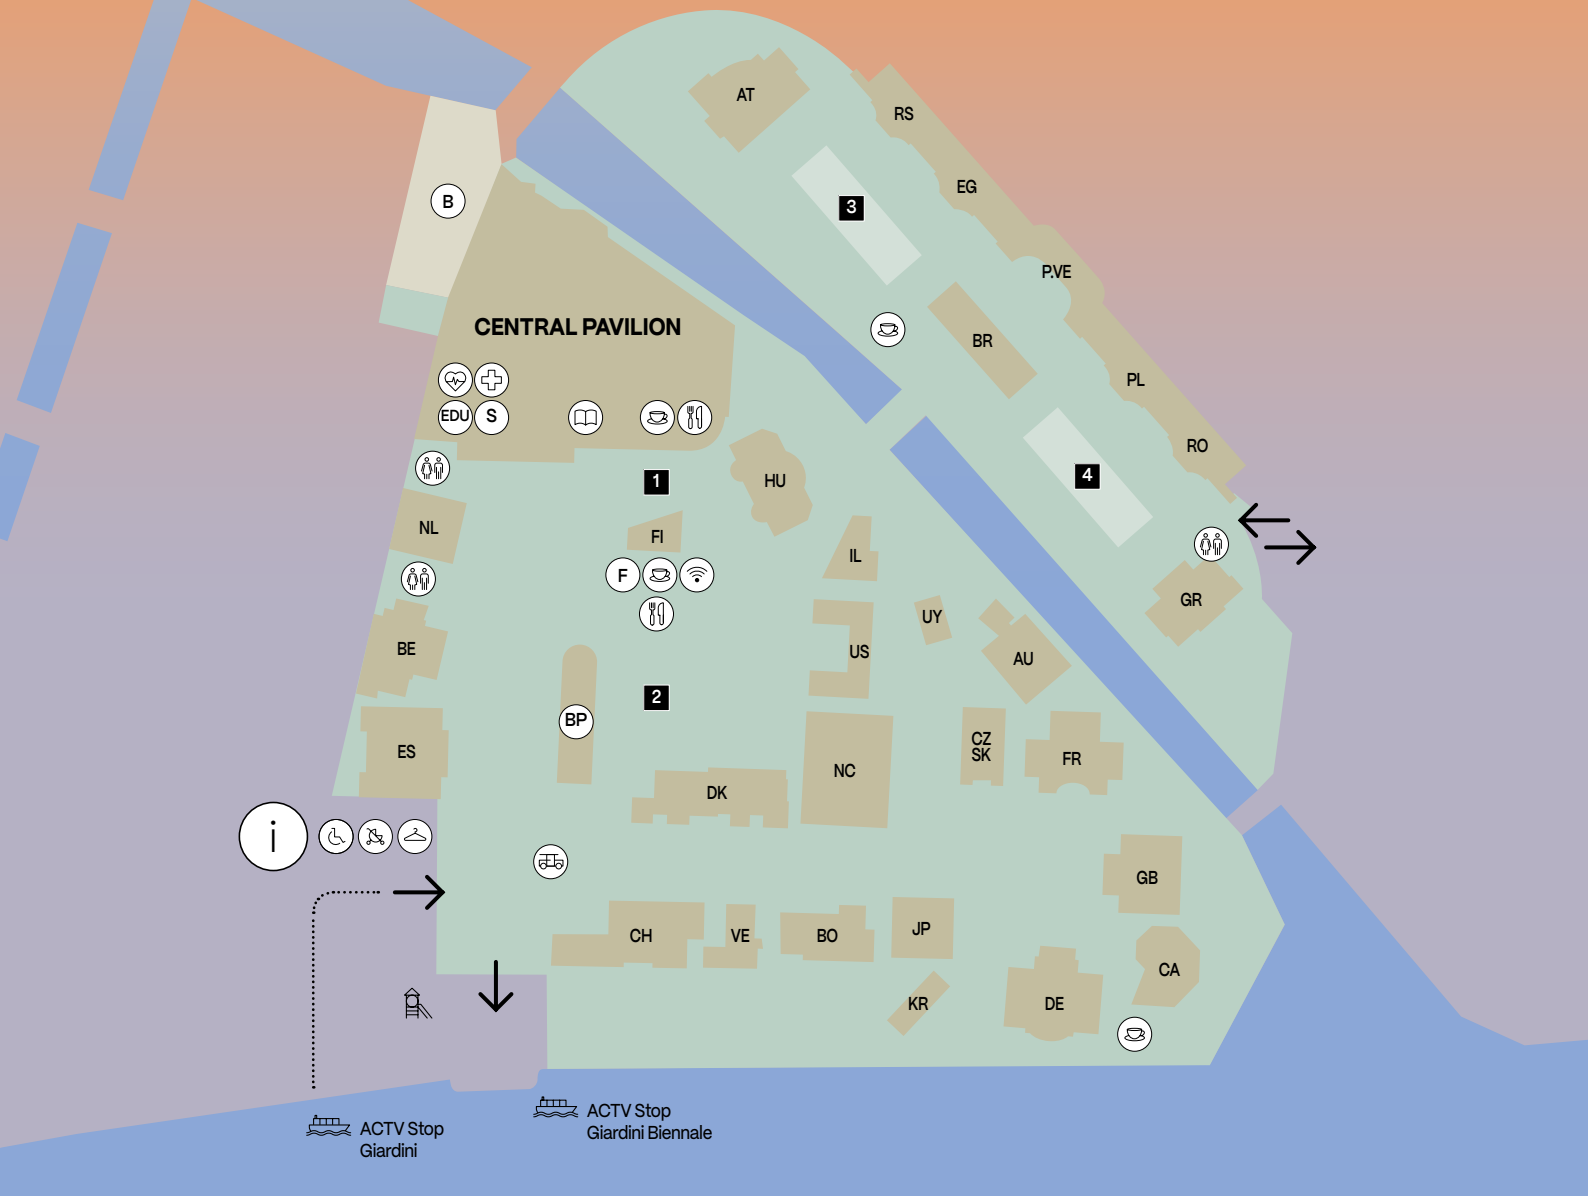 AT
RS
B
EG
3
P.VE
CENTRAL PAVILION
BR
PL
EDU
S
RO
1
HU
4
NL
FI
IL
F
GR
UY
BE
US
AU
2
BP
ES
CZ
SK
FR
NC
DK
i
GB
CH
VE
BO
JP
CA
KR
DE
ACTV Stop
Giardini Biennale
ACTV Stop
Giardini